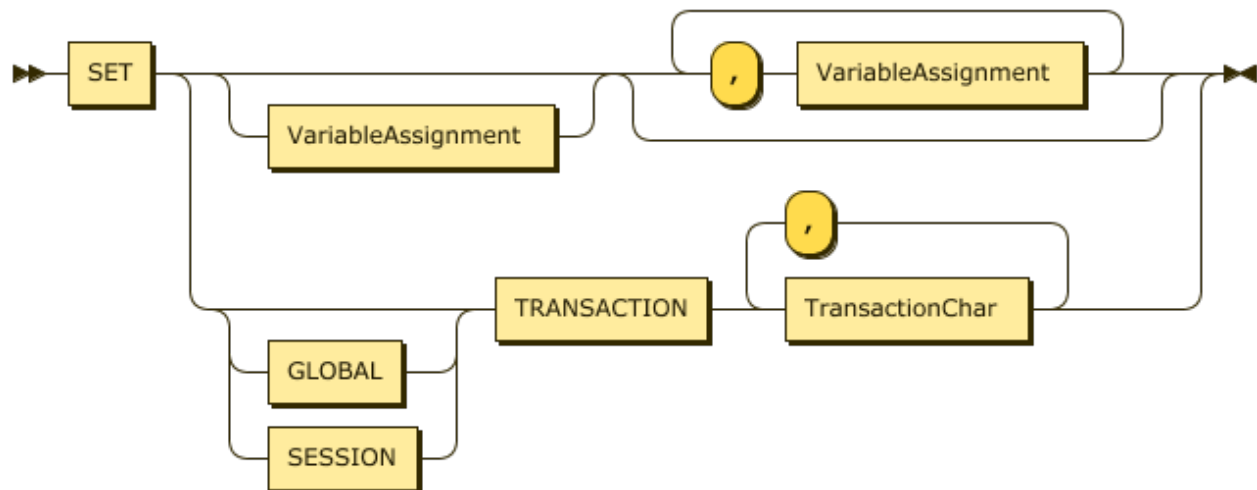 SET
, VariableAssignment
VariableAssignment
,
TRANSACTION TransactionChar
GLOBAL
SESSION